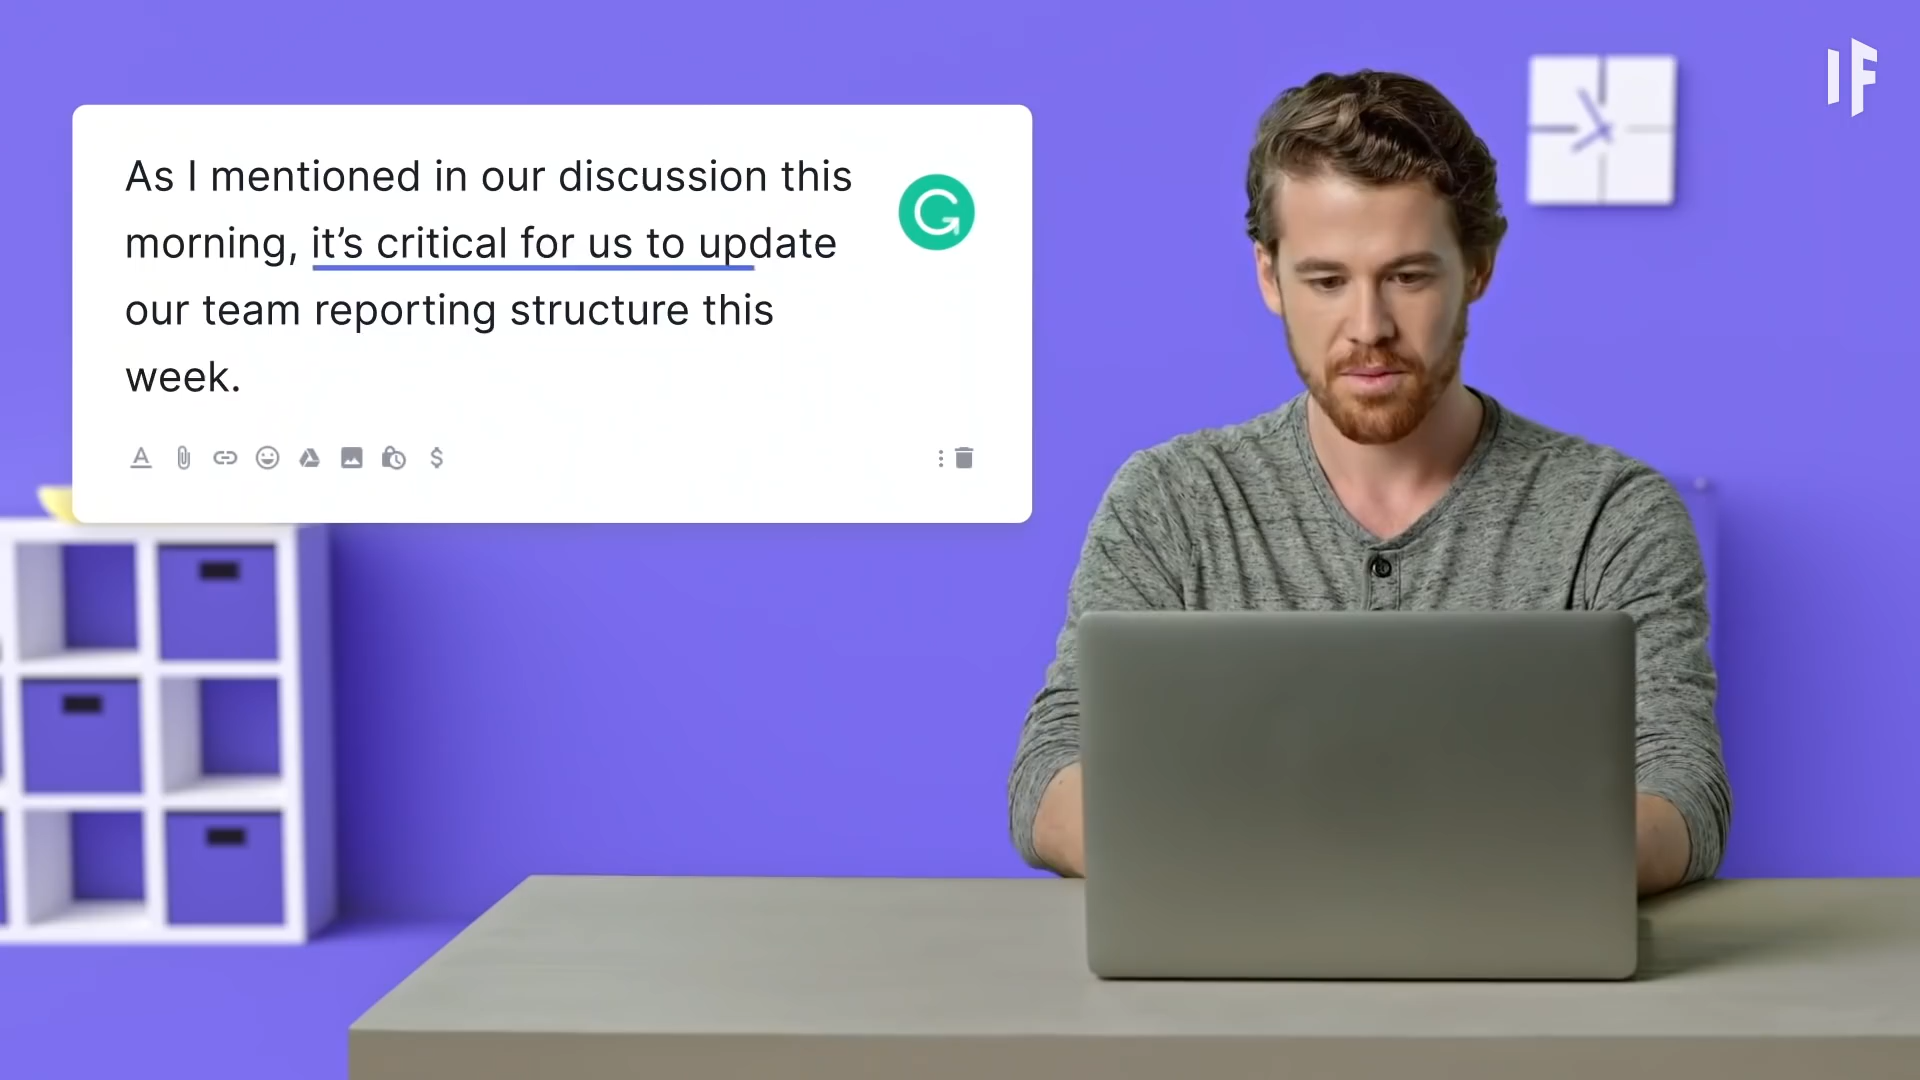 IF
As I mentioned in our discussion this
morning, it’s critical for us to update
our team reporting structure this
week.